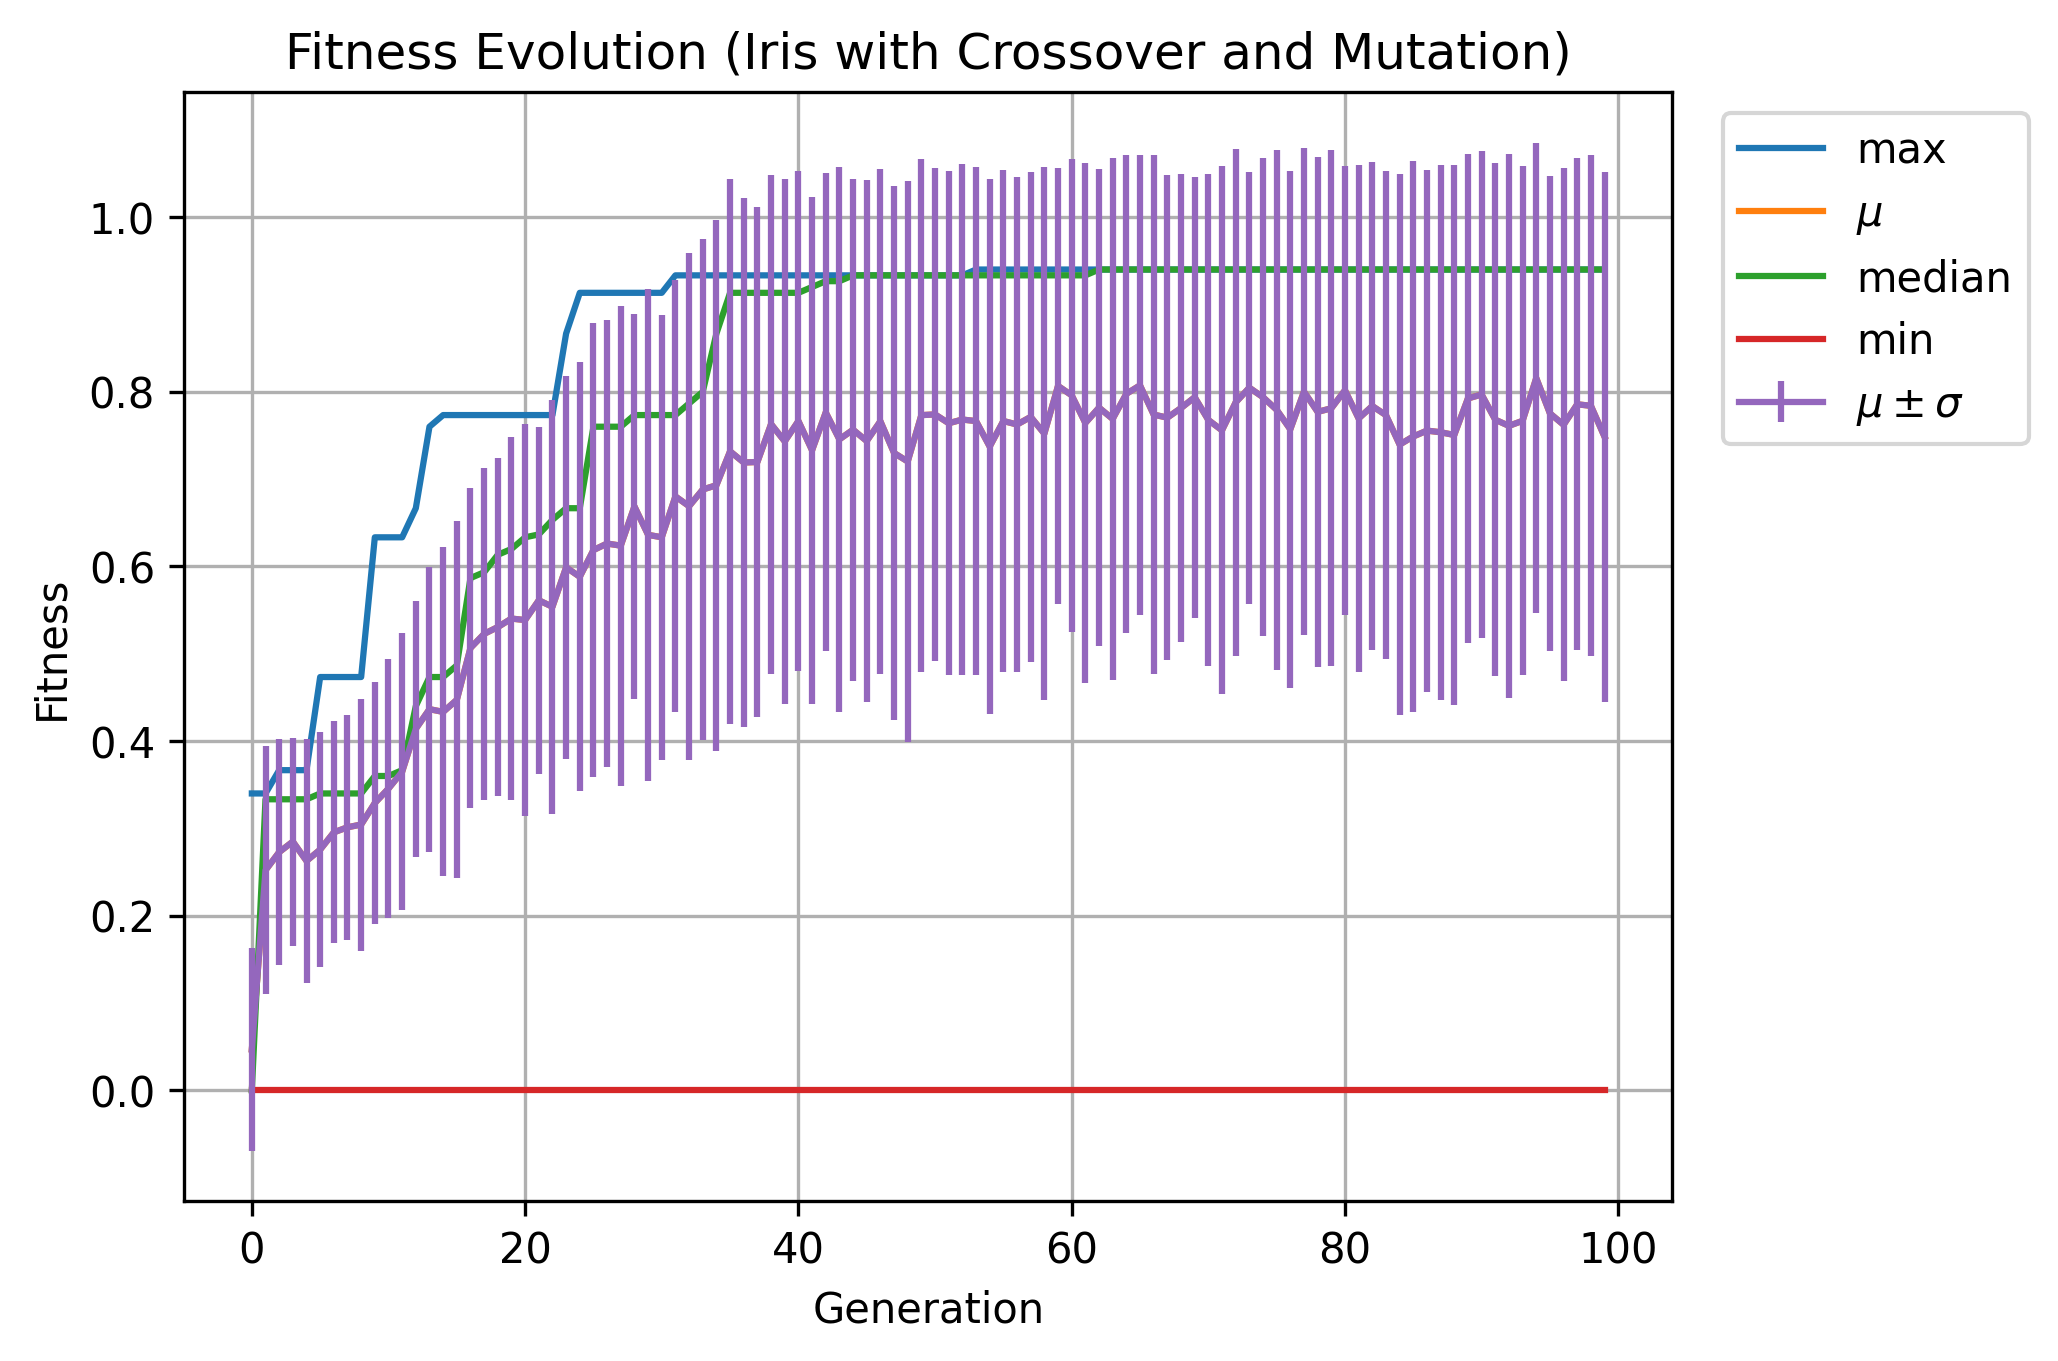 Fitness Evolution (Iris with Crossover and Mutation)
max
μ
median
min
μ ± σ
1.0
0.8
0.6
0.4
0.2
0.0
Fitness
0 20 40 60 80 100
Generation